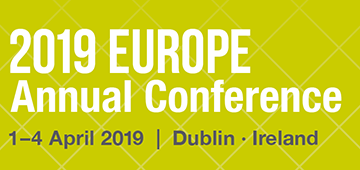 2019 EUROPE
Annual Conference
1–4 April 2019 | Dublin · Ireland